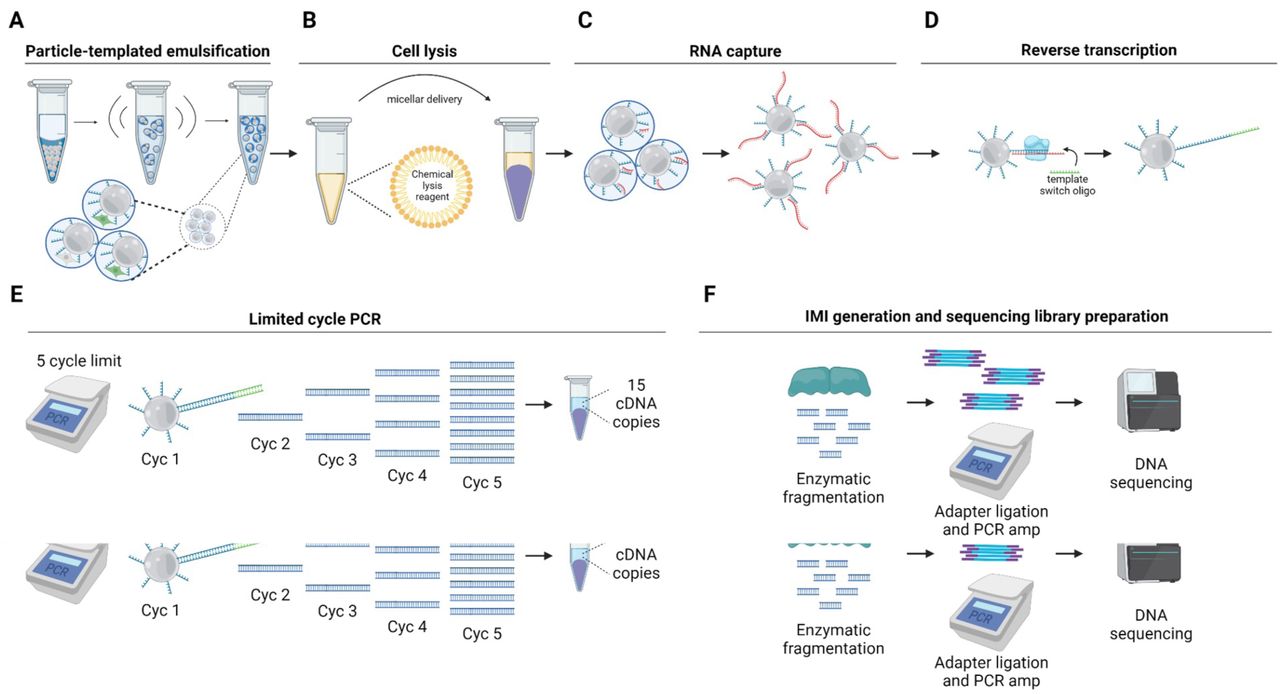 A
Particle-templated emulsification
B
Cell lysis
micellar delivery
Chemical
lysis
reagent
C
RNA capture
D
Reverse transcription
template
switch oligo
E
Limited cycle PCR
5 cycle limit
PCR
Cyc 1
Cyc 2
Cyc 3
Cyc 4
Cyc 5
15
cDNA
copies
PCR
Cyc 1
Cyc 2
Cyc 3
Cyc 4
Cyc 5
cDNA
copies
F
IMI generation and sequencing library preparation
Enzymatic
fragmentation
PCR
Adapter ligation
and PCR amp
DNA
sequencing
Enzymatic
fragmentation
PCR
Adapter ligation
and PCR amp
DNA
sequencing